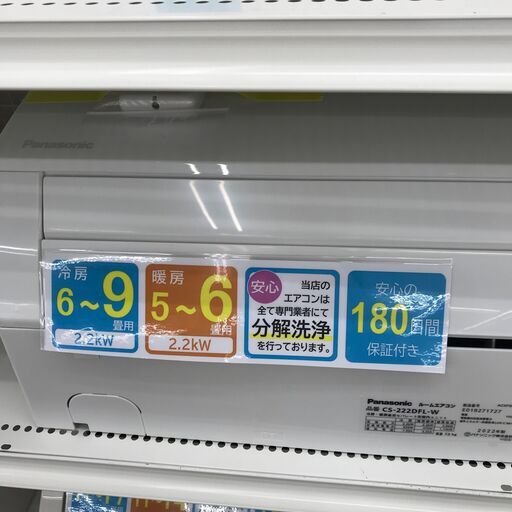 Panasonic
冷房
6~9
畳用
2.2kW
暖房
5~6
畳用
2.2kW
安心
当店の
エアコンは
全て専門業者にて
分解洗浄
を行っております。
安心の
180日間
保証付き
Panasonic ルームエアコン
品番 CS-222DFL-W
E018271727
2022年製